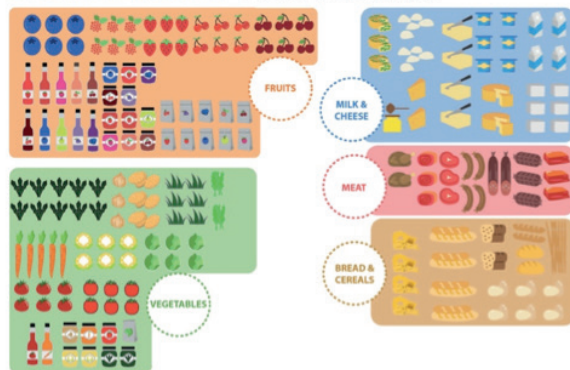 FRUITS
MILK &
CHEESE
MEAT
BREAD &
CEREALS
VEGETABLES